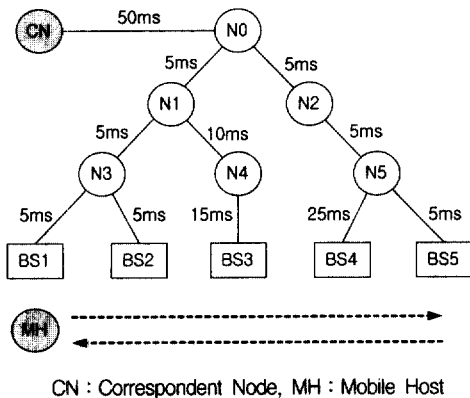 50ms
CN
N0
5ms
5ms
N1
N2
5ms
10ms
5ms
N3
N4
N5
5ms
5ms
15ms
25ms
5ms
BS1
BS2
BS3
BS4
BS5
MH
CN : Correspondent Node, MH : Mobile Host